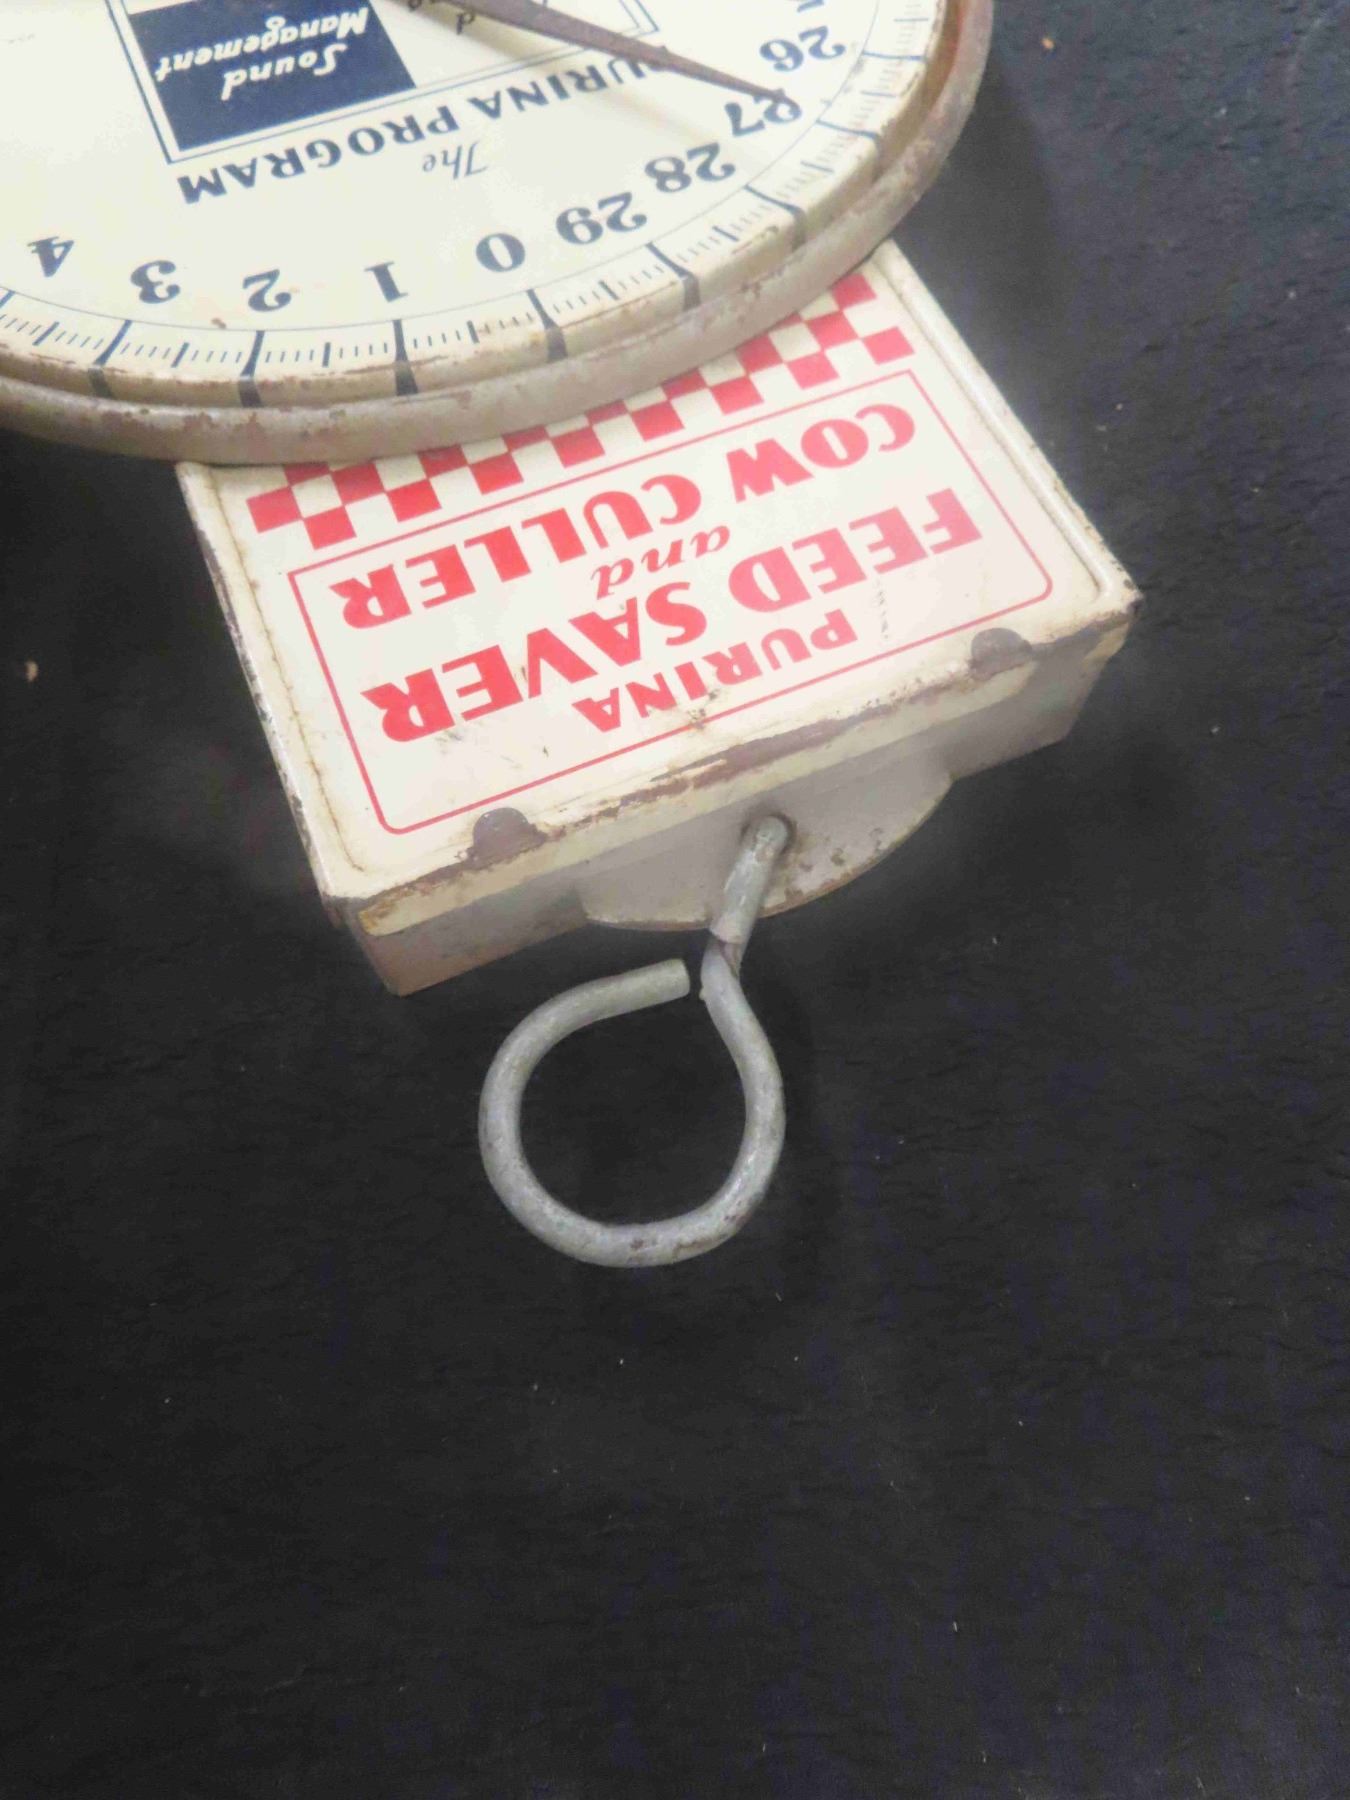 PURINA
FEED SAVER
and
COW CULLER
4 3 2 1 0 29 28 27 26
The
PURINA PROGRAM
Sound
Management